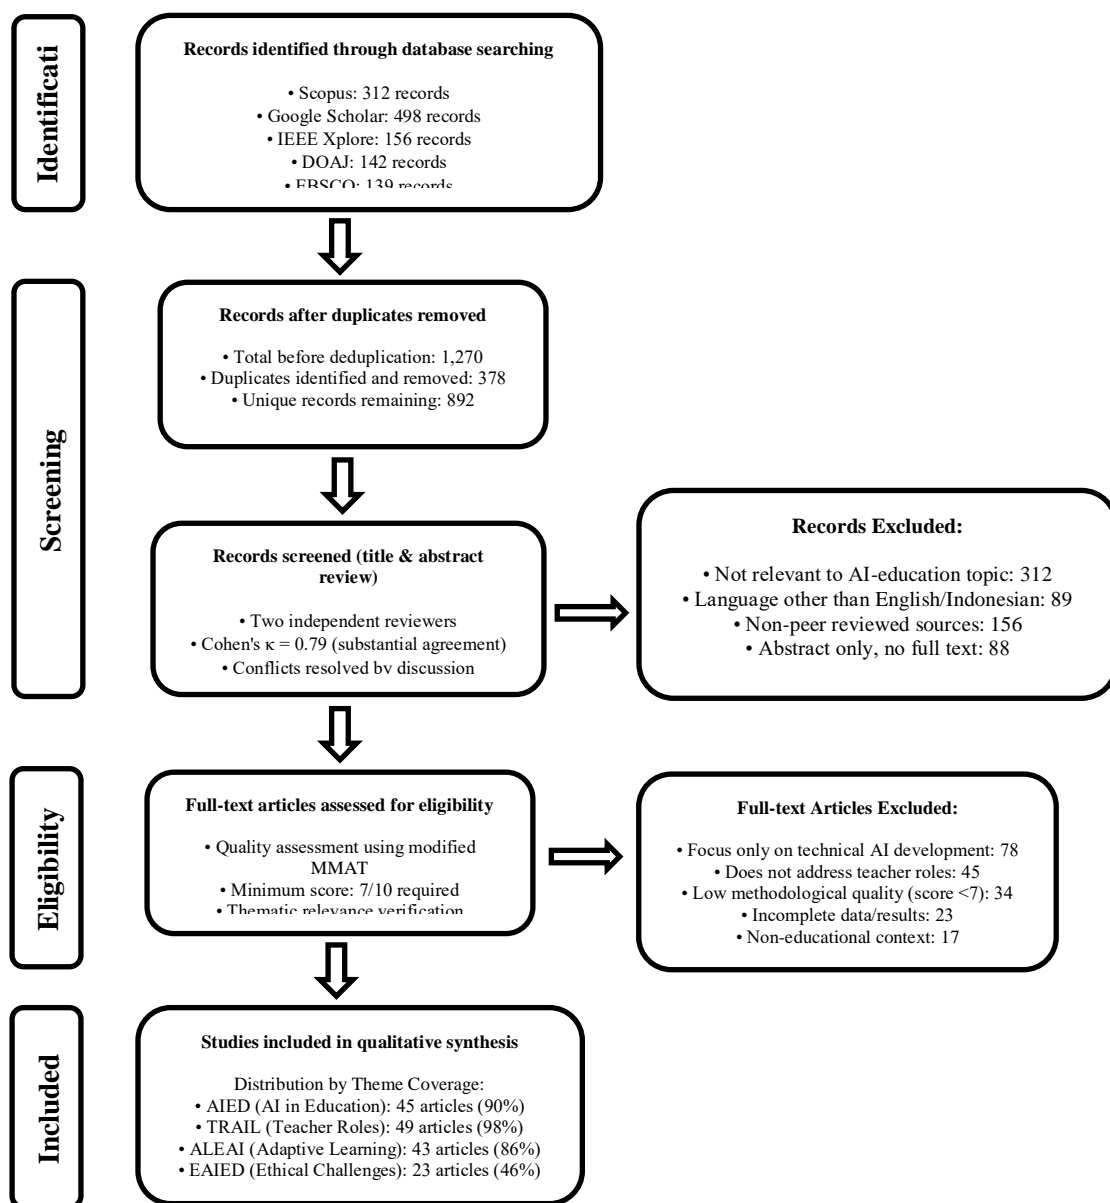 Identificati
Records identified through database searching
• Scopus: 312 records
• Google Scholar: 498 records
• IEEE Xplore: 156 records
• DOAJ: 142 records
• EBSCO: 139 records
Screening
Records after duplicates removed
• Total before deduplication: 1,270
• Duplicates identified and removed: 378
• Unique records remaining: 892
Records screened (title & abstract
review)
• Two independent reviewers
• Cohen's κ = 0.79 (substantial agreement)
• Conflicts resolved by discussion
Records Excluded:
• Not relevant to AI-education topic: 312
• Language other than English/Indonesian: 89
• Non-peer reviewed sources: 156
• Abstract only, no full text: 88
Eligibility
Full-text articles assessed for eligibility
• Quality assessment using modified
MMAT
• Minimum score: 7/10 required
• Thematic relevance verification
Full-text Articles Excluded:
• Focus only on technical AI development: 78
• Does not address teacher roles: 45
• Low methodological quality (score <7): 34
• Incomplete data/results: 23
• Non-educational context: 17
Included
Studies included in qualitative synthesis
Distribution by Theme Coverage:
• AIED (AI in Education): 45 articles (90%)
• TRAIL (Teacher Roles): 49 articles (98%)
• ALEAI (Adaptive Learning): 43 articles (86%)
• EAIED (Ethical Challenges): 23 articles (46%)